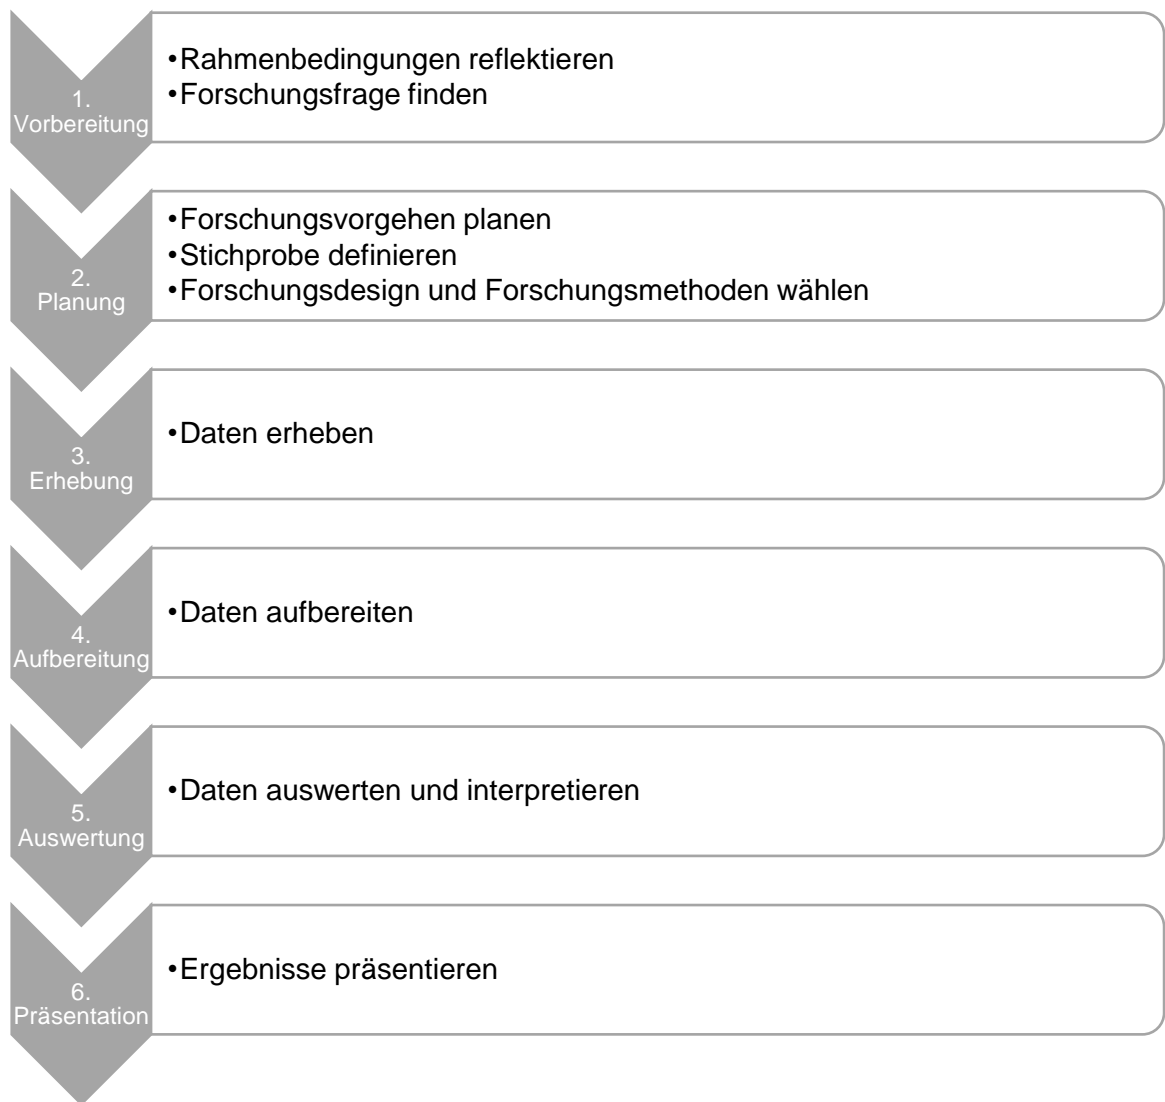 1.
Vorbereitung
•Rahmenbedingungen reflektieren
•Forschungsfrage finden
2.
Planung
•Forschungsvorgehen planen
•Stichprobe definieren
•Forschungsdesign und Forschungsmethoden wählen
3.
Erhebung
•Daten erheben
4.
Aufbereitung
•Daten aufbereiten
5.
Auswertung
•Daten auswerten und interpretieren
6.
Präsentation
•Ergebnisse präsentieren